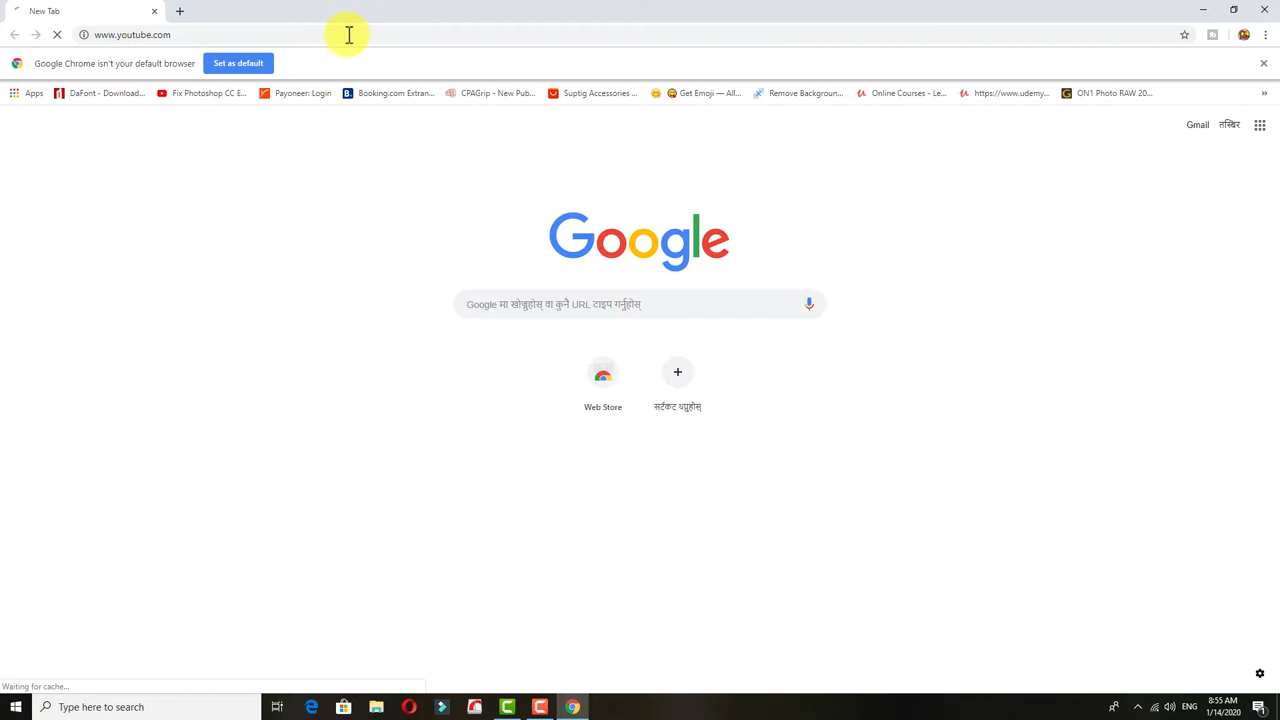 New Tab
www.youtube.com
Google Chrome isn't your default browser
Set as default
Apps
DaFont - Download...
Fix Photoshop CC E...
Payoneer: Login
Booking.com Extran...
CPAGrip - New Pub...
Suptig Accessories ...
Get Emoji — All...
Remove Backgroun...
Online Courses - Le...
https://www.udemy...
ON1 Photo RAW 20...
Gmail
तस्बिर
Google
Google मा खोज्नुहोस् वा कुनै URL टाइप गर्नुहोस्
Web Store
सर्टकट थप्नुहोस्
Waiting for cache...
Type here to search
ENG
8:55 AM
1/14/2020